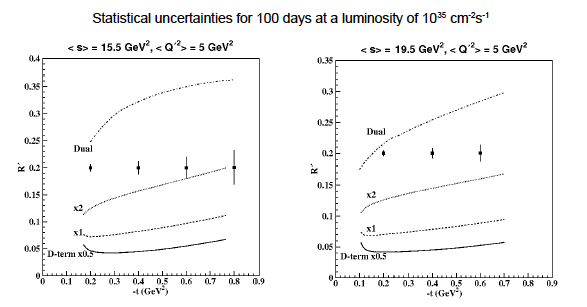 Statistical uncertainties for 100 days at a luminosity of 10³⁵ cm⁻²s⁻¹
< s> = 15.5 GeV², < Q′²> = 5 GeV²
0.4
0.35
0.3
0.25
0.2
0.15
0.1
0.05
0
R′
Dual
x2
x1
D-term x0.5
0 0.1 0.2 0.3 0.4 0.5 0.6 0.7 0.8 0.9
-t (GeV²)
< s> = 19.5 GeV², < Q′²> = 5 GeV²
0.35
0.3
0.25
0.2
0.15
0.1
0.05
0
R′
Dual
x2
x1
D-term x0.5
0 0.1 0.2 0.3 0.4 0.5 0.6 0.7 0.8 0.9
-t (GeV²)